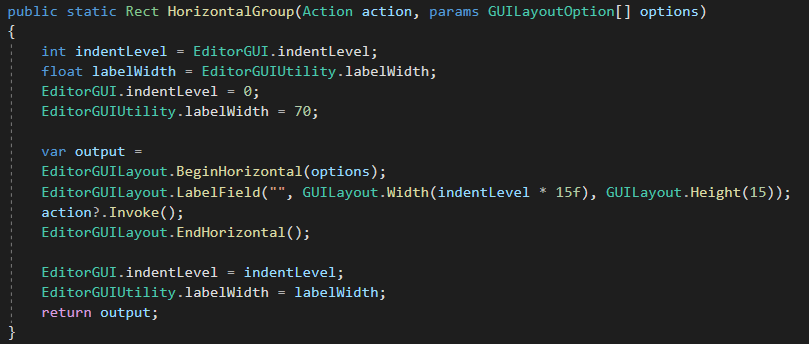 public static Rect HorizontalGroup(Action action, params GUILayoutOption[] options)
{
    int indentLevel = EditorGUI.indentLevel;
    float labelWidth = EditorGUIUtility.labelWidth;
    EditorGUI.indentLevel = 0;
    EditorGUIUtility.labelWidth = 70;

    var output =
    EditorGUILayout.BeginHorizontal(options);
    EditorGUILayout.LabelField("", GUILayout.Width(indentLevel * 15f), GUILayout.Height(15));
    action?.Invoke();
    EditorGUILayout.EndHorizontal();

    EditorGUI.indentLevel = indentLevel;
    EditorGUIUtility.labelWidth = labelWidth;
    return output;
}